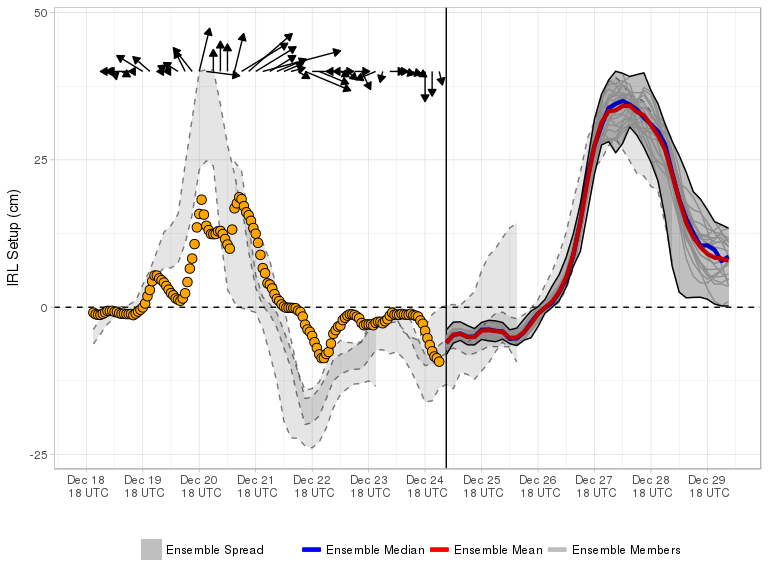 50
25
0
-25
IRL Setup (cm)
Dec 18 Dec 19 Dec 20 Dec 21 Dec 22 Dec 23 Dec 24 Dec 25 Dec 26 Dec 27 Dec 28 Dec 29
18 UTC 18 UTC 18 UTC 18 UTC 18 UTC 18 UTC 18 UTC 18 UTC 18 UTC 18 UTC 18 UTC 18 UTC
Ensemble Spread Ensemble Median Ensemble Mean Ensemble Members